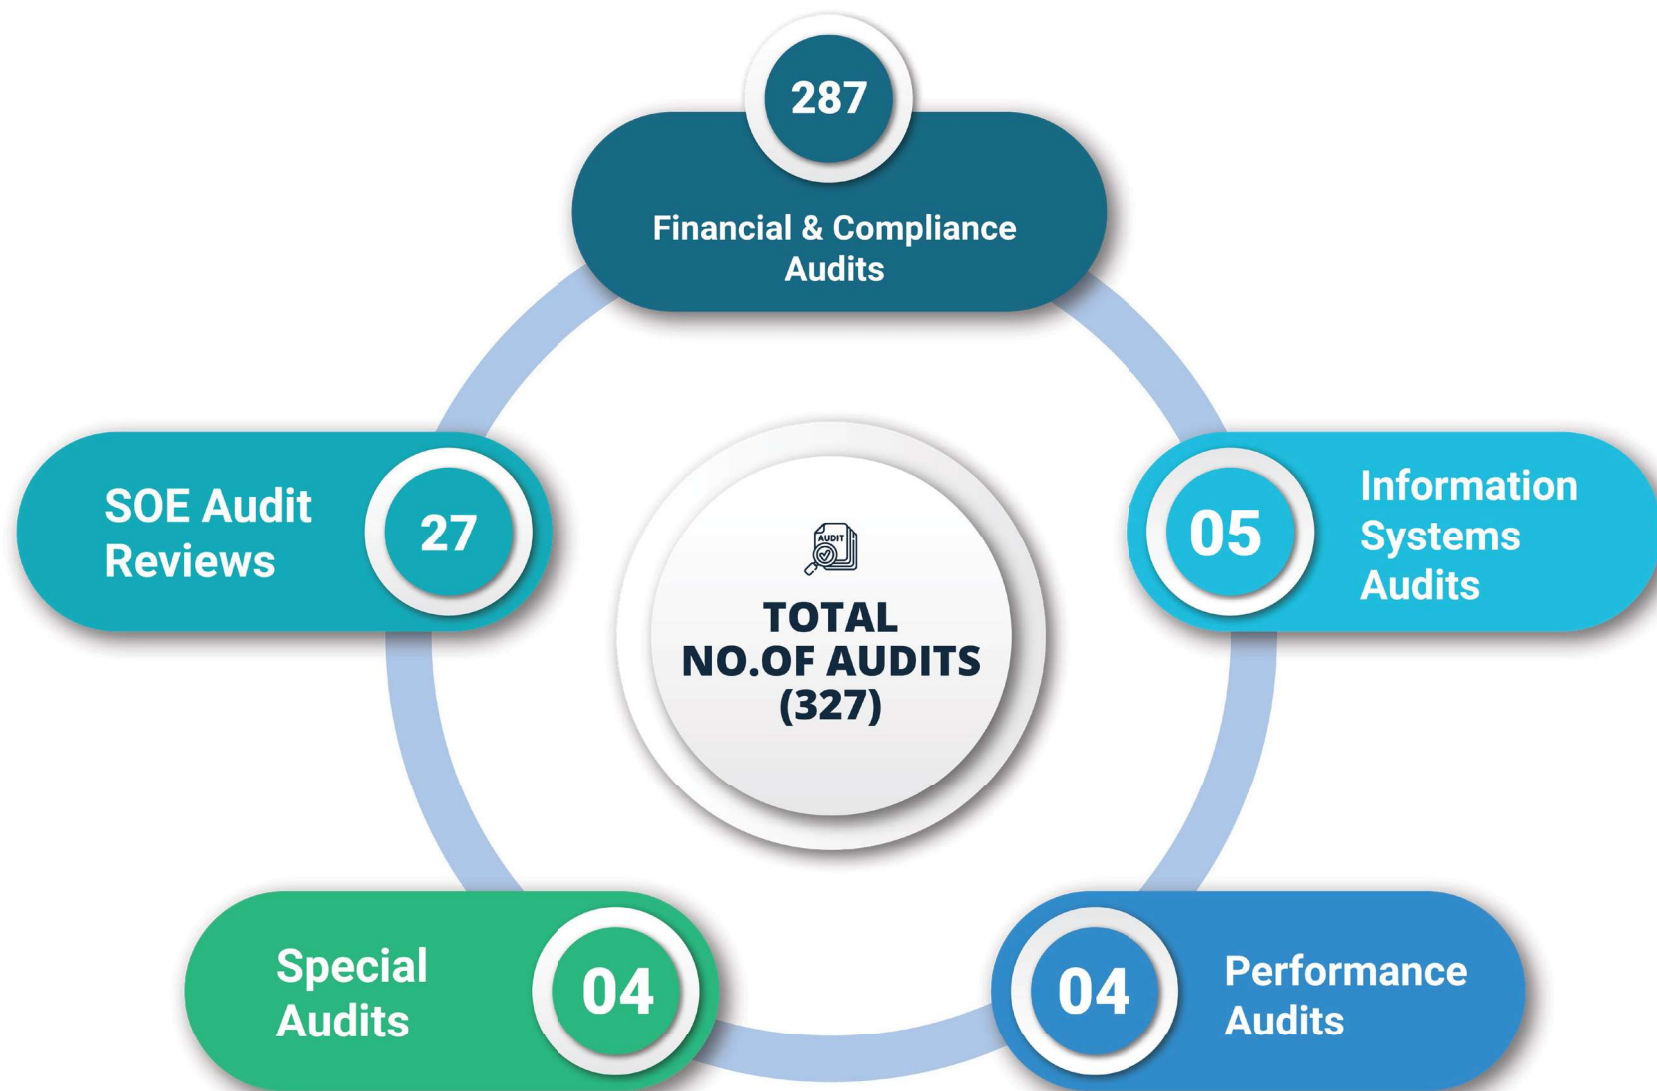 287
Financial & Compliance
Audits
SOE Audit
Reviews
27
05
Information
Systems
Audits
AUDIT
TOTAL
NO.OF AUDITS
(327)
Special
Audits
04
04
Performance
Audits